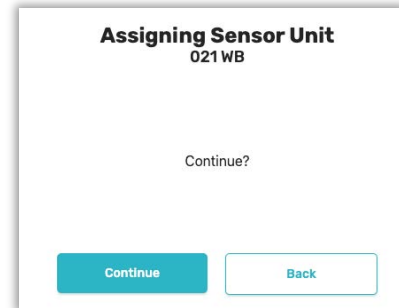 Assigning Sensor Unit
021 WB
Continue?
Continue
Back